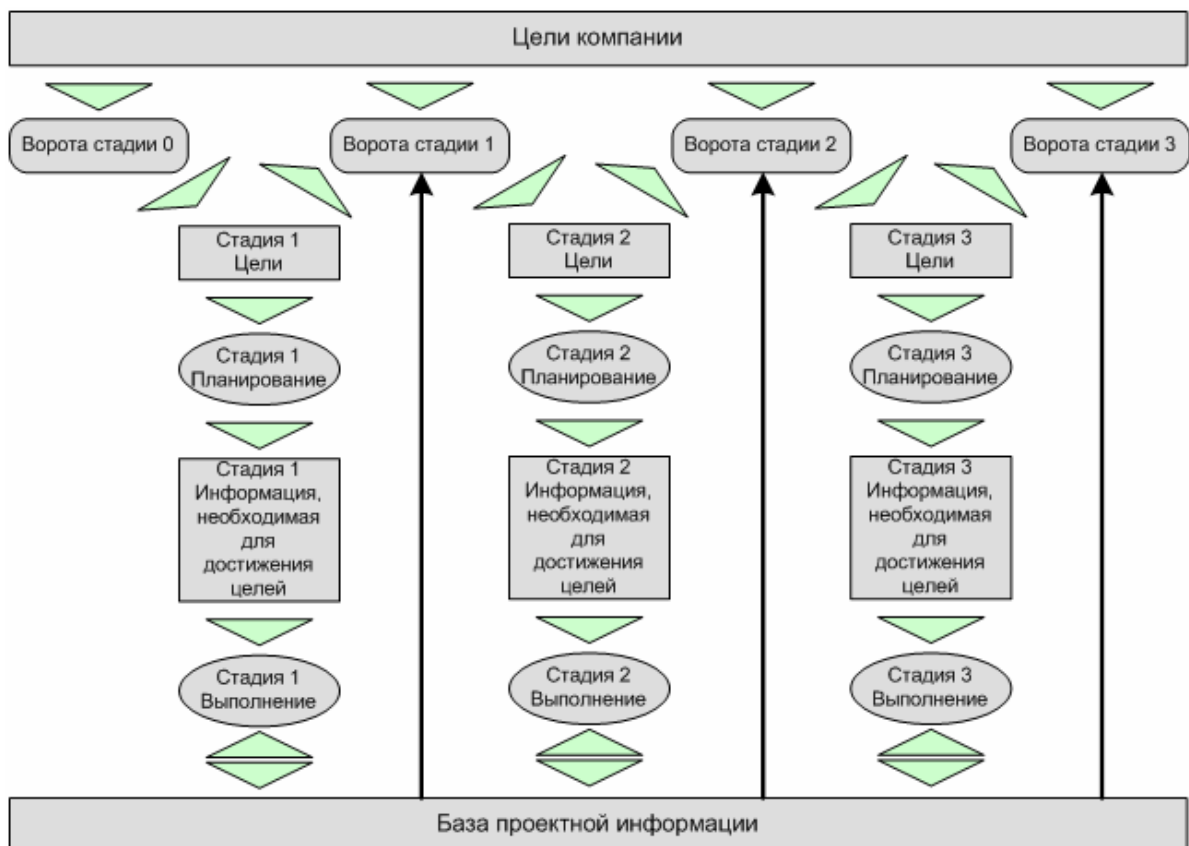 Цели компании
Ворота стадии 0
Ворота стадии 1
Ворота стадии 2
Ворота стадии 3
Стадия 1
Цели
Стадия 2
Цели
Стадия 3
Цели
Стадия 1
Планирование
Стадия 2
Планирование
Стадия 3
Планирование
Стадия 1
Информация,
необходимая
для
достижения
целей
Стадия 2
Информация,
необходимая
для
достижения
целей
Стадия 3
Информация,
необходимая
для
достижения
целей
Стадия 1
Выполнение
Стадия 2
Выполнение
Стадия 3
Выполнение
База проектной информации